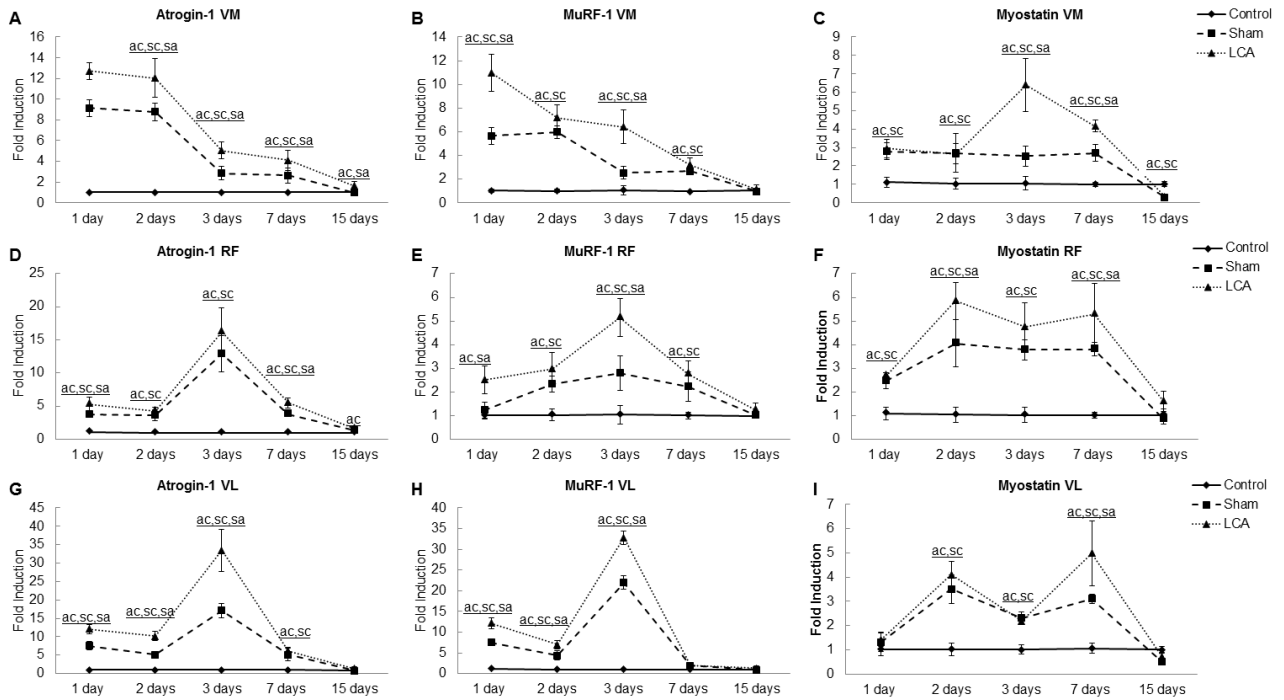 A
Atrogin-1 VM
Fold Induction
16
14
12
10
8
6
4
2
0
ac,sc,sa
ac,sc,sa
ac,sc,sa
ac,sa
1 day
2 days
3 days
7 days
15 days
B
MuRF-1 VM
Fold Induction
14
12
10
8
6
4
2
0
ac,sc,sa
ac,sc
ac,sc,sa
ac,sc
1 day
2 days
3 days
7 days
15 days
C
Myostatin VM
Fold Induction
9
8
7
6
5
4
3
2
1
0
ac,sc
ac,sc
ac,sc,sa
ac,sc,sa
ac,sc
1 day
2 days
3 days
7 days
15 days
Control
Sham
LCA
D
Atrogin-1 RF
Fold Induction
25
20
15
10
5
0
ac,sc,sa
ac,sc
ac,sc
ac,sc,sa
ac
1 day
2 days
3 days
7 days
15 days
E
MuRF-1 RF
Fold Induction
7
6
5
4
3
2
1
0
ac,sa
ac,sc
ac,sc,sa
ac,sc
1 day
2 days
3 days
7 days
15 days
F
Myostatin RF
Fold Induction
7
6
5
4
3
2
1
0
ac,sc
ac,sc,sa
ac,sc
ac,sc,sa
1 day
2 days
3 days
7 days
15 days
Control
Sham
LCA
G
Atrogin-1 VL
Fold Induction
45
40
35
30
25
20
15
10
5
0
ac,sc,sa
ac,sc,sa
ac,sc,sa
ac,sc
1 day
2 days
3 days
7 days
15 days
H
MuRF-1 VL
Fold Induction
40
35
30
25
20
15
10
5
0
ac,sc,sa
ac,sc,sa
ac,sc,sa
1 day
2 days
3 days
7 days
15 days
I
Myostatin VL
Fold Induction
7
6
5
4
3
2
1
0
ac,sc
ac,sc
ac,sc,sa
1 day
2 days
3 days
7 days
15 days
Control
Sham
LCA